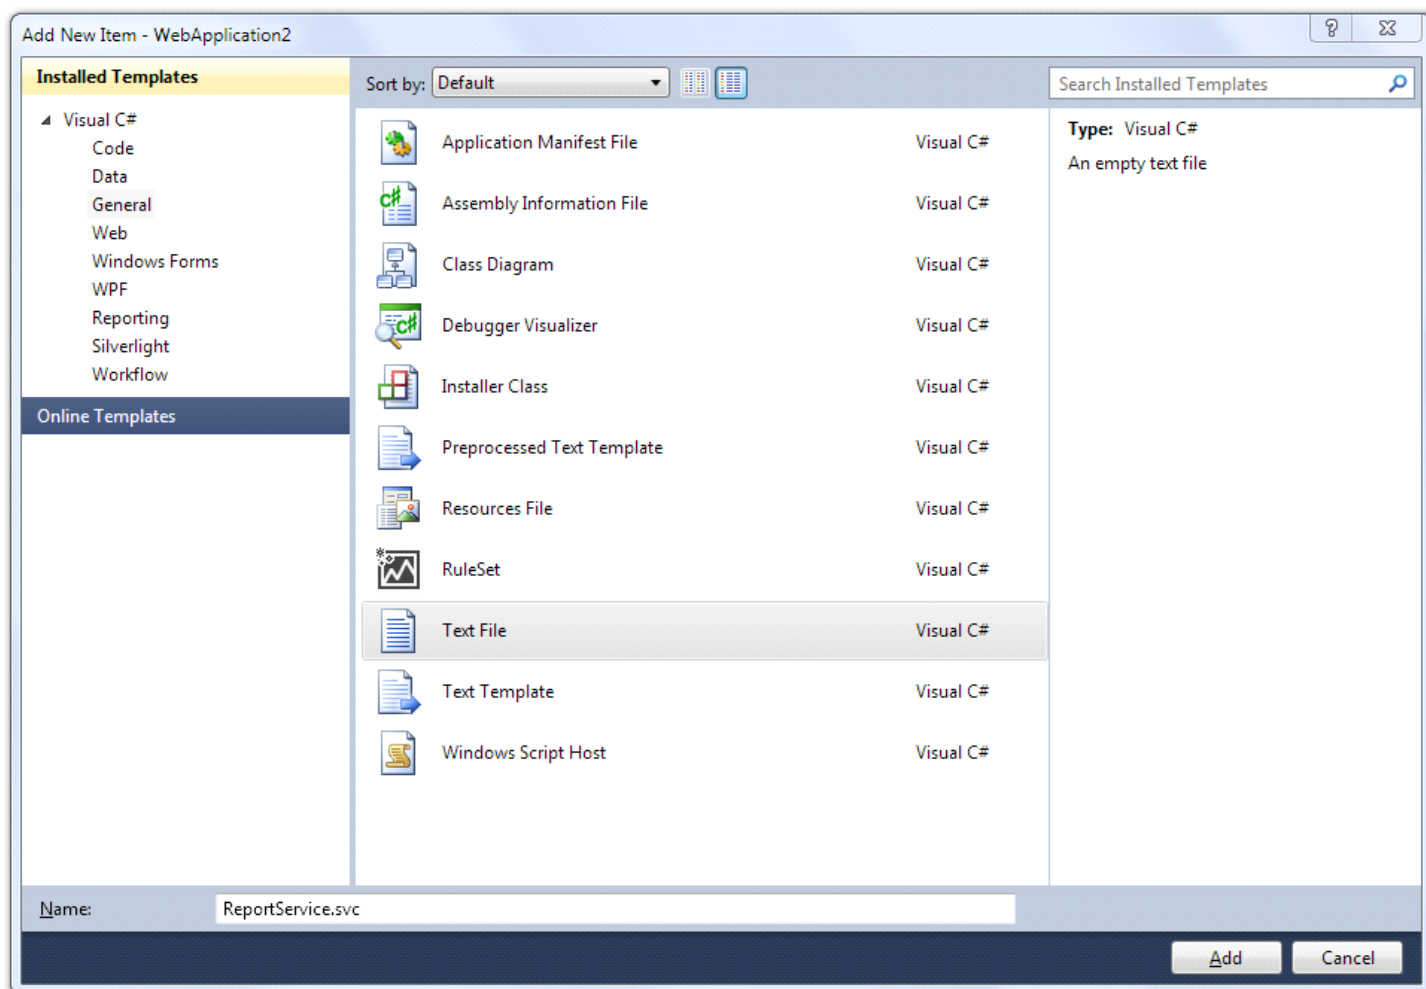 Add New Item - WebApplication2
Installed Templates
Visual C#
Code
Data
General
Web
Windows Forms
WPF
Reporting
Silverlight
Workflow
Online Templates
Sort by: Default
Application Manifest File Visual C#
Assembly Information File Visual C#
Class Diagram Visual C#
Debugger Visualizer Visual C#
Installer Class Visual C#
Preprocessed Text Template Visual C#
Resources File Visual C#
RuleSet Visual C#
Text File Visual C#
Text Template Visual C#
Windows Script Host Visual C#
Search Installed Templates
Type: Visual C#
An empty text file
Name: ReportService.svc
Add Cancel